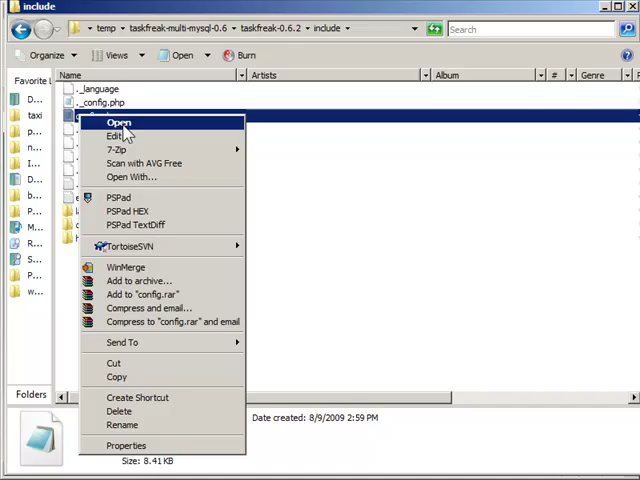 include
temp
taskfreak-multi-mysql-0.6
taskfreak-0.6.2
include
Search
Organize
Views
Open
Burn
Favorite L
Name
Artists
Album
#
Genre
._language
D...
._config.php
taxi
p...
n...
I...
D...
b...
p...
M...
R...
S...
P...
w...
Open
Edit
7-Zip
Scan with AVG Free
Open With...
PSPad
PSPad HEX
PSPad TextDiff
TortoiseSVN
WinMerge
Add to archive...
Add to "config.rar"
Compress and email...
Compress to "config.rar" and email
Send To
Cut
Copy
Create Shortcut
Delete
Rename
Properties
Folders
Date created: 8/9/2009 2:59 PM
Size: 8.41 KB